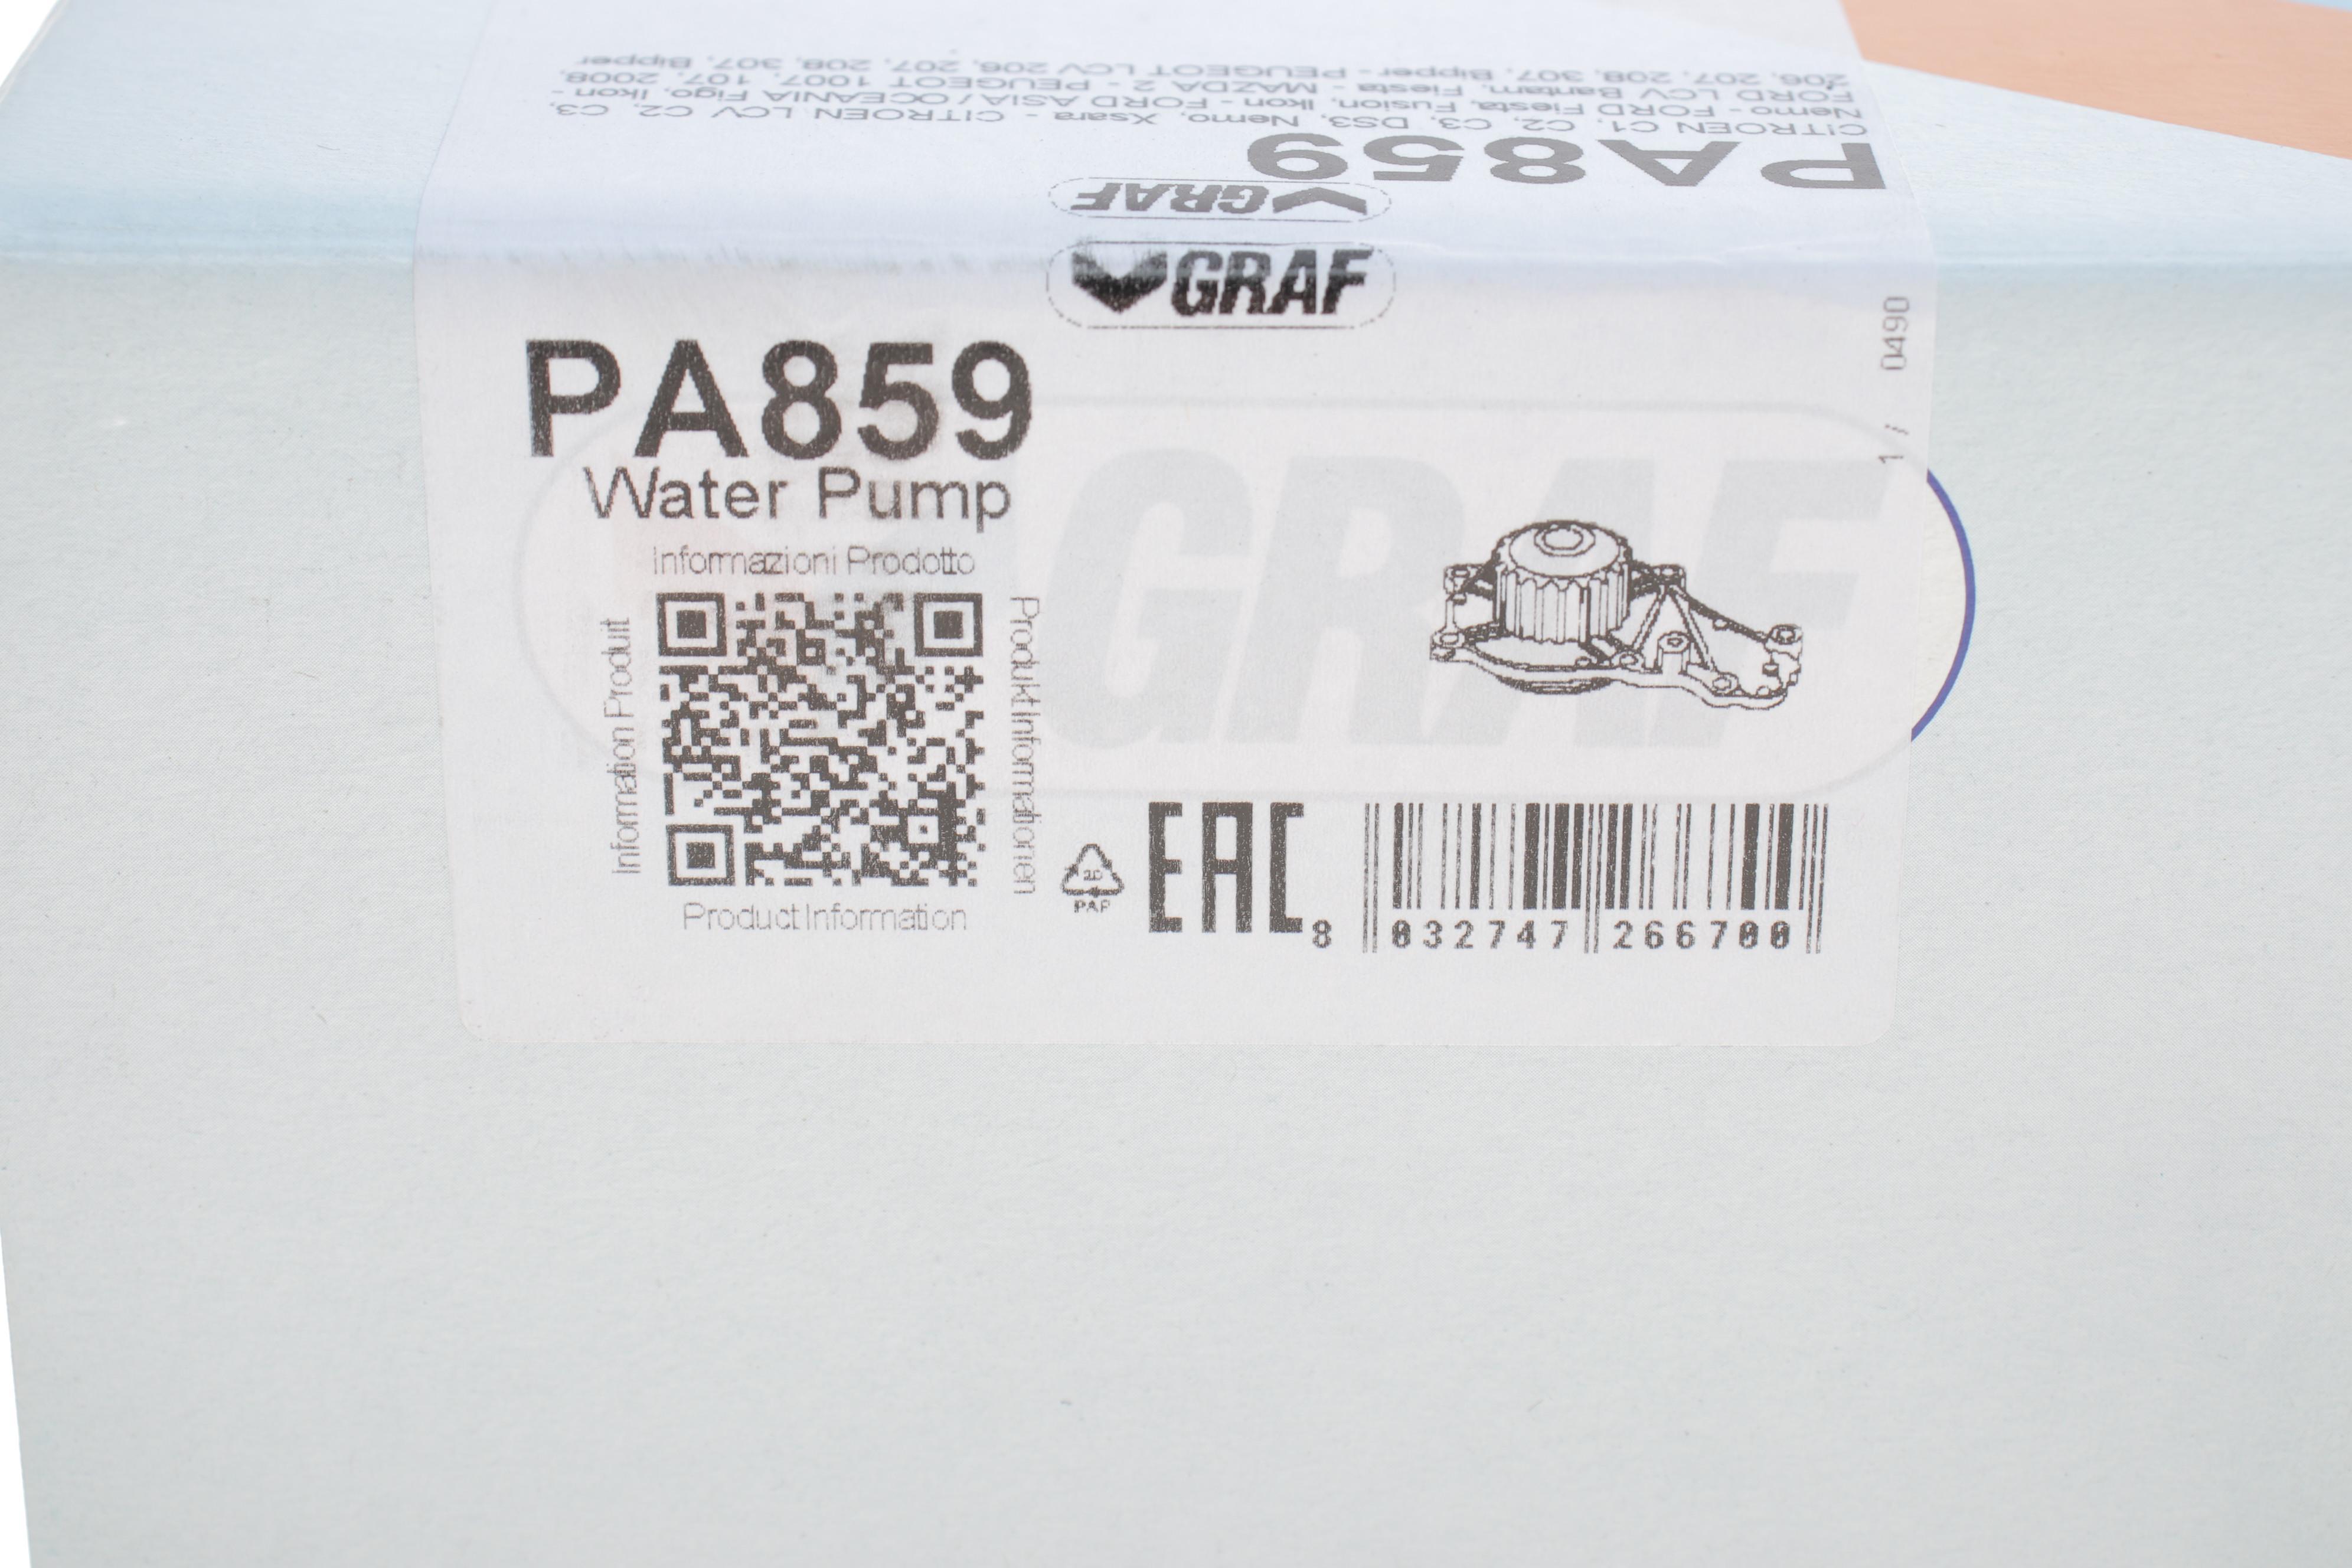 CITROEN C1, C2, C3, DS3, Nemo, Xsara - CITROEN LCV C2, C3,
Nemo - FORD Fiesta, Fusion, Ikon - FORD ASIA / OCEANIA Figo, Ikon -
FORD LCV Bantam, Fiesta - MAZDA 2 - PEUGEOT 1007, 107, 2008,
206, 207, 208, 307, Bipper - PEUGEOT LCV 206, 207, 208, 307, Bipper
PA859
GRAF
GRAF
PA859
Water Pump
Informazioni Prodotto
Information Produit
Produkt Informationen
Product Information
GRAF
1 / 0490
PAP
EAC
8 032747 266700